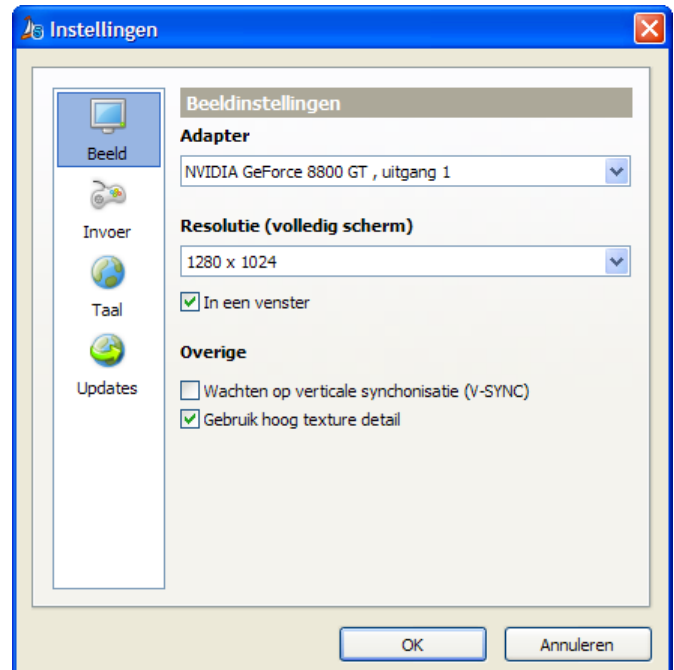 Instellingen
Beeld
Invoer
Taal
Updates
Beeldinstellingen
Adapter
NVIDIA GeForce 8800 GT , uitgang 1
Resolutie (volledig scherm)
1280 x 1024
In een venster
Overige
Wachten op verticale synchonisatie (V-SYNC)
Gebruik hoog texture detail
OK
Annuleren